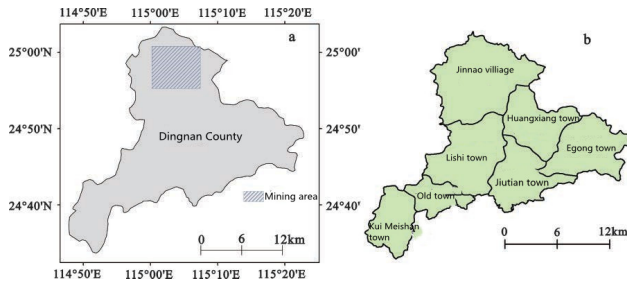 114°50′E 115°00′E 115°10′E 115°20′E
25°00′N
24°50′N
24°40′N
a
Dingnan County
Mining area
0 6 12km
114°50′E 115°00′E 115°10′E 115°20′E
25°00′
24°50′
24°40′
b
Jinnao villiage
Huangxiang town
Egong town
Lishi town
Jiutian town
Old town
Kui Meishan
town
0 6 12km